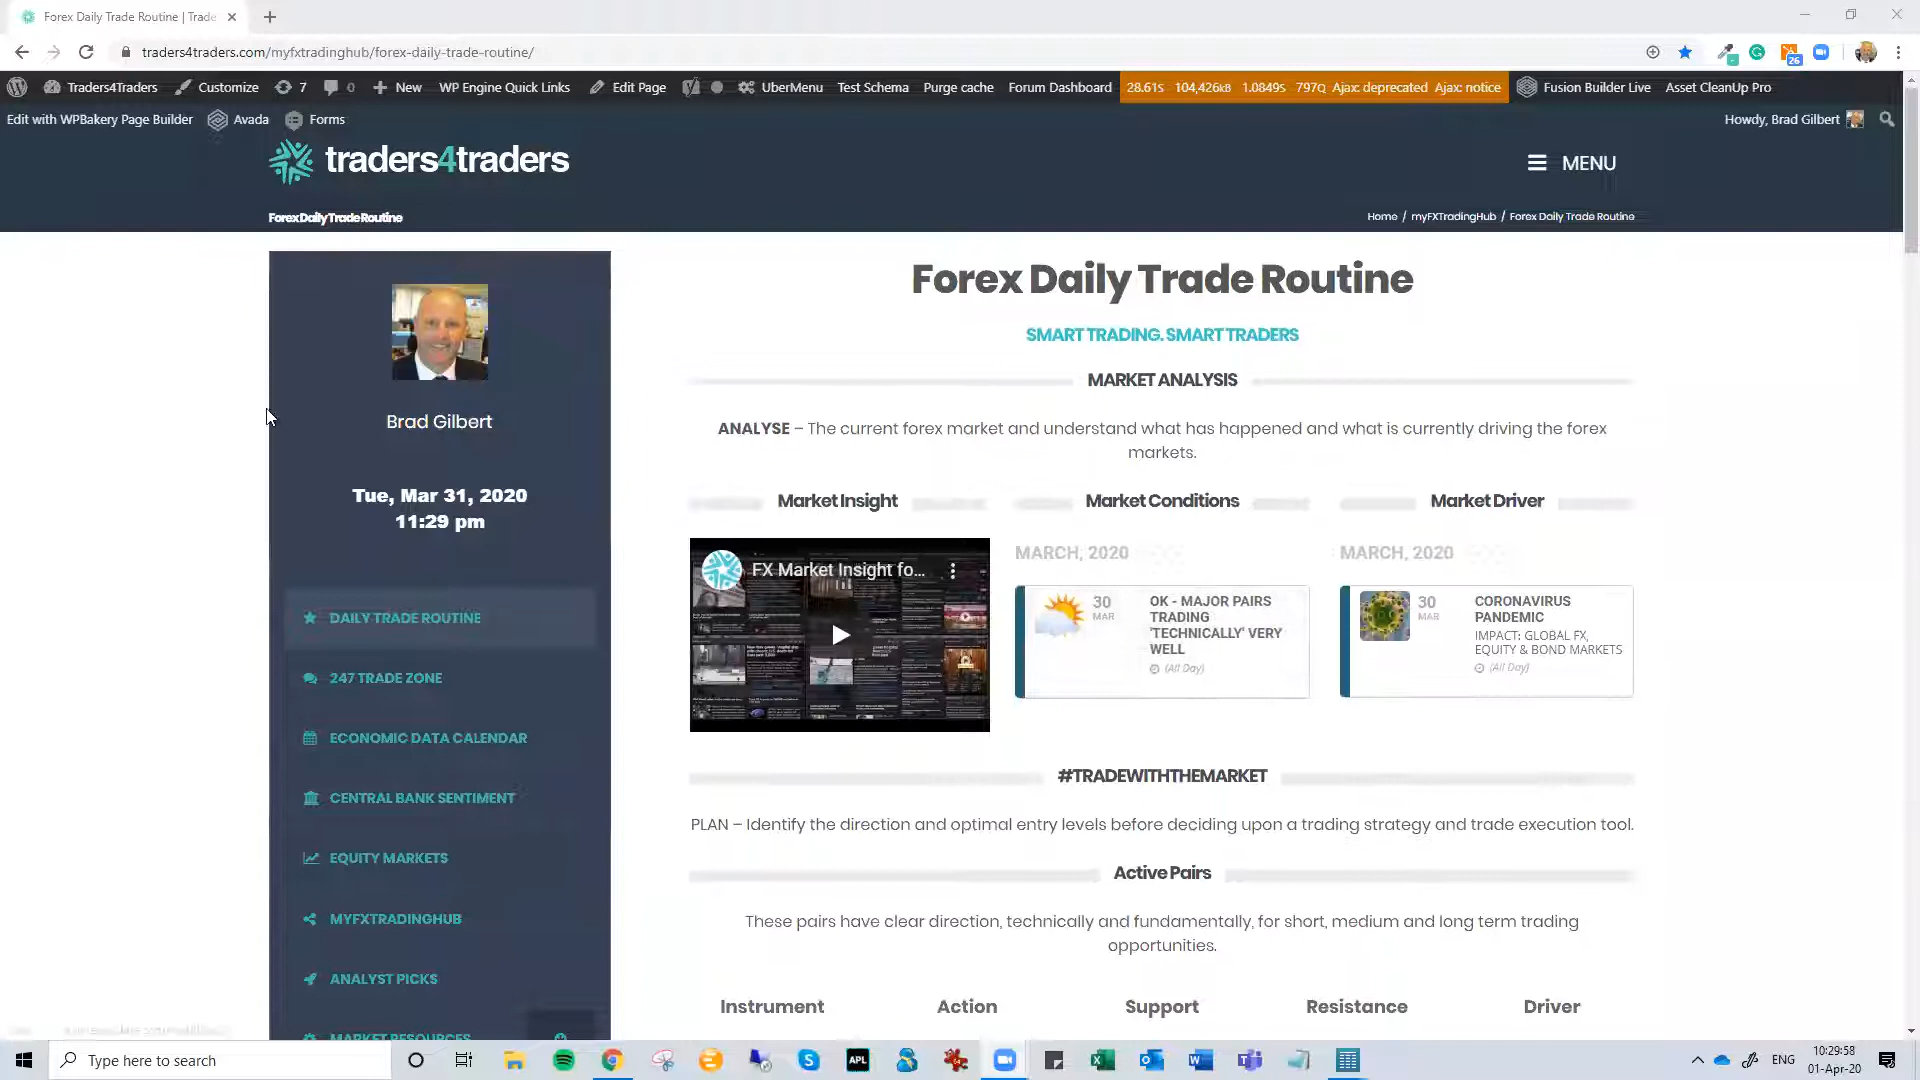 Forex Daily Trade Routine | Trade
traders4traders.com/myfxtradinghub/forex-daily-trade-routine/
26
Traders4Traders Customize 7 0 New WP Engine Quick Links Edit Page UberMenu Test Schema Purge cache Forum Dashboard 28.61S 104,426KB 1.0849S 797Q Ajax: deprecated Ajax: notice Fusion Builder Live Asset CleanUp Pro
Edit with WPBakery Page Builder Avada Forms Howdy, Brad Gilbert
traders4traders
MENU
Forex Daily Trade Routine
Home / myFXTradingHub / Forex Daily Trade Routine
Brad Gilbert
Tue, Mar 31, 2020
11:29 pm
DAILY TRADE ROUTINE
247 TRADE ZONE
ECONOMIC DATA CALENDAR
CENTRAL BANK SENTIMENT
EQUITY MARKETS
MYFXTRADINGHUB
ANALYST PICKS
MARKET RESOURCES
Forex Daily Trade Routine
SMART TRADING. SMART TRADERS
MARKET ANALYSIS
ANALYSE – The current forex market and understand what has happened and what is currently driving the forex
markets.
Market Insight
FX Market Insight fo...
Market Conditions
MARCH, 2020
30
MAR
OK - MAJOR PAIRS
TRADING
'TECHNICALLY' VERY
WELL
(All Day)
Market Driver
MARCH, 2020
30
MAR
CORONAVIRUS
PANDEMIC
IMPACT: GLOBAL FX,
EQUITY & BOND MARKETS
(All Day)
#TRADEWITHTHEMARKET
PLAN – Identify the direction and optimal entry levels before deciding upon a trading strategy and trade execution tool.
Active Pairs
These pairs have clear direction, technically and fundamentally, for short, medium and long term trading
opportunities.
Instrument Action Support Resistance Driver
Type here to search
APL
ENG
10:29:58
01-Apr-20